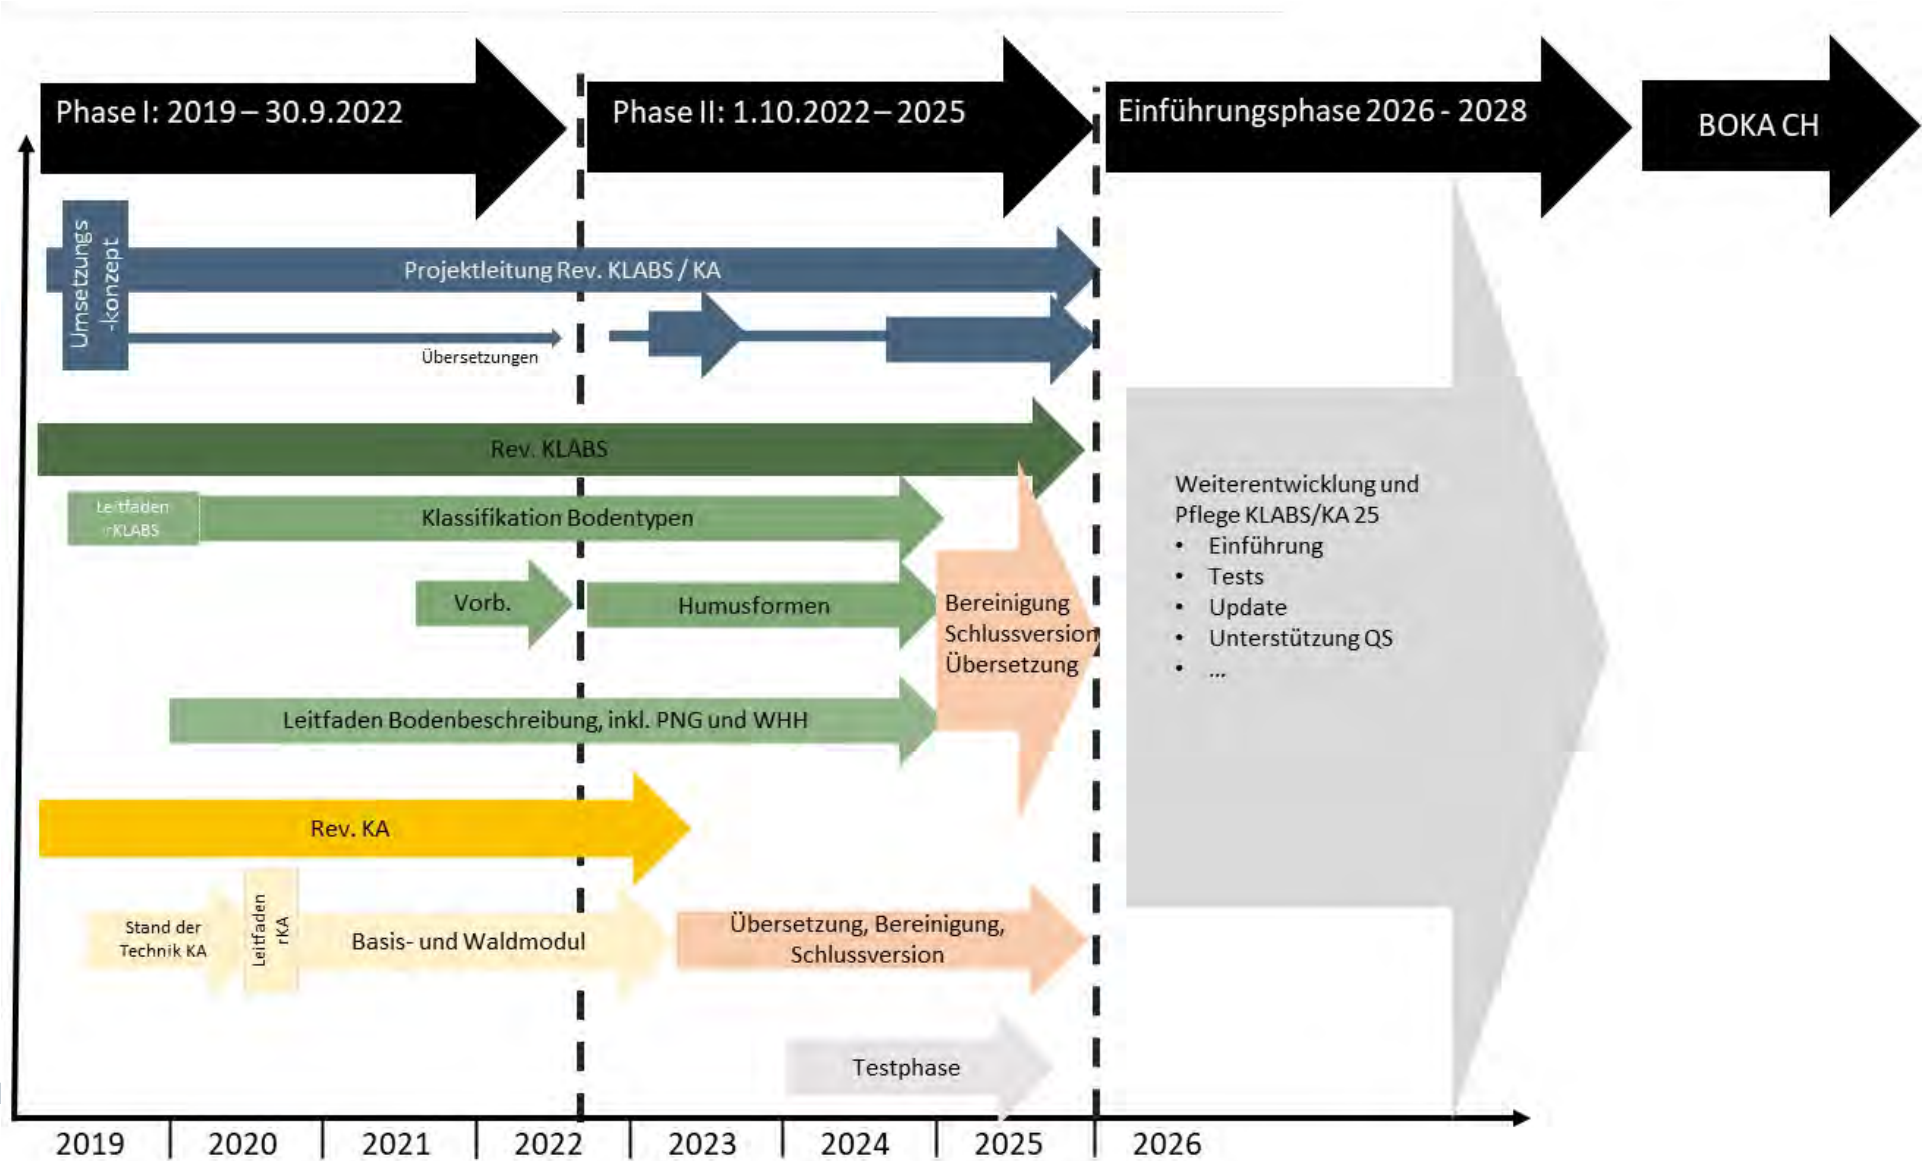 Phase I: 2019 – 30.9.2022
Phase II: 1.10.2022 – 2025
Einführungsphase 2026 - 2028
BOKA CH
Umsetzungs
-konzept
Projektleitung Rev. KLABS / KA
Übersetzungen
Rev. KLABS
Leitfaden
rKLABS
Klassifikation Bodentypen
Vorb.
Humusformen
Bereinigung
Schlussversion
Übersetzung
Leitfaden Bodenbeschreibung, inkl. PNG und WHH
Weiterentwicklung und
Pflege KLABS/KA 25
• Einführung
• Tests
• Update
• Unterstützung QS
• ...
Rev. KA
Stand der
Technik KA
Leitfaden
rKA
Basis- und Waldmodul
Übersetzung, Bereinigung,
Schlussversion
Testphase
2019 | 2020 | 2021 | 2022 | 2023 | 2024 | 2025 | 2026